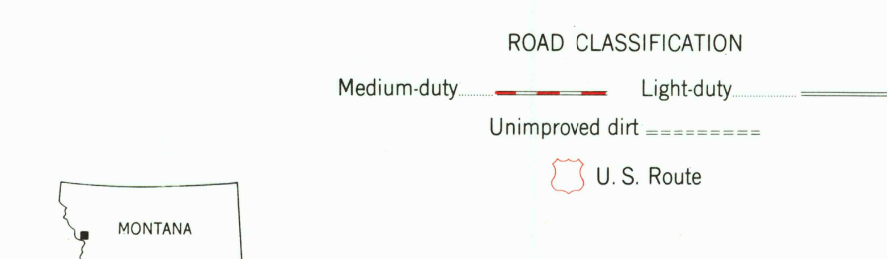 ROAD CLASSIFICATION
Medium-duty Light-duty
Unimproved dirt
U. S. Route
MONTANA